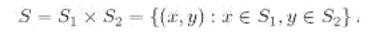 S = S₁ × S₂ = {(x, y) : x ∈ S₁, y ∈ S₂} .